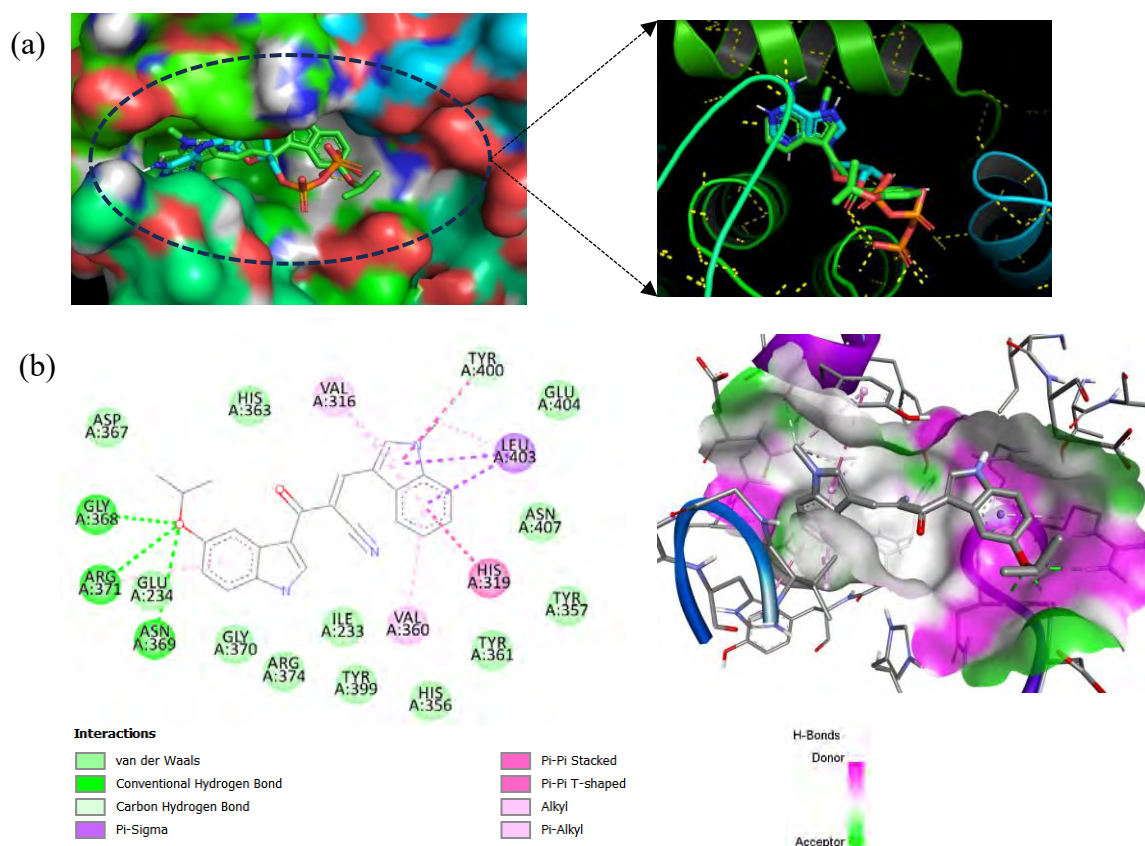 (a)
(b)
TYR
A:400
VAL
A:316
HIS
A:363
GLU
A:404
ASP
A:367
LEU
A:403
N
O
GLY
A:368
O
ASN
A:407
N
ARG
A:371
GLU
A:234
HIS
A:319
N
TYR
A:357
ASN
A:369
GLY
A:370
ILE
A:233
VAL
A:360
TYR
A:361
ARG
A:374
TYR
A:399
HIS
A:356
Interactions
van der Waals
Conventional Hydrogen Bond
Carbon Hydrogen Bond
Pi-Sigma
Pi-Pi Stacked
Pi-Pi T-shaped
Alkyl
Pi-Alkyl
H-Bonds
Donor
Acceptor